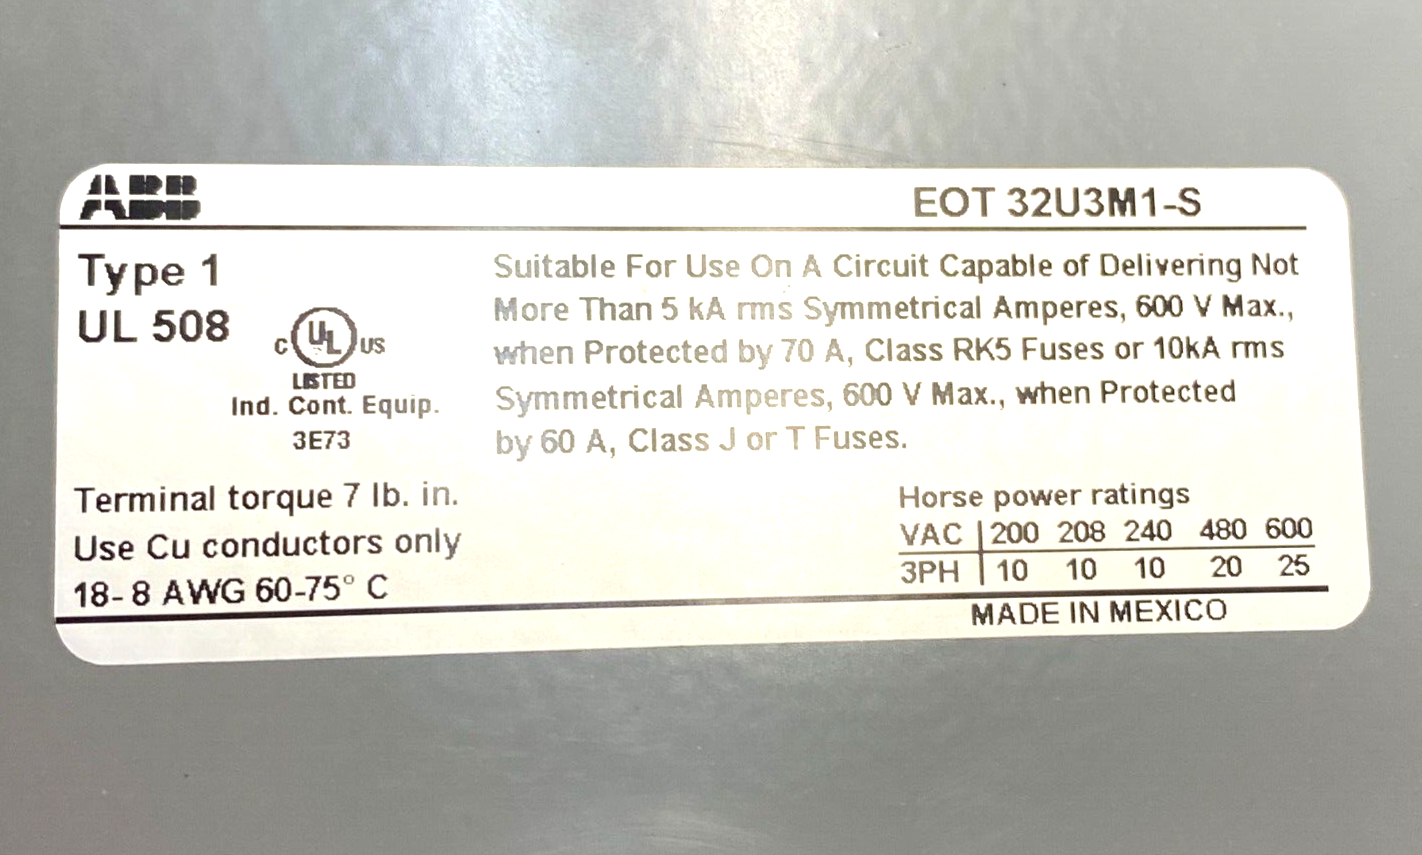 ABB
EOT 32U3M1-S
Type 1
UL 508
C UL US
LISTED
Ind. Cont. Equip.
3E73
Suitable For Use On A Circuit Capable of Delivering Not
More Than 5 kA rms Symmetrical Amperes, 600 V Max.,
when Protected by 70 A, Class RK5 Fuses or 10kA rms
Symmetrical Amperes, 600 V Max., when Protected
by 60 A, Class J or T Fuses.
Terminal torque 7 lb. in.
Use Cu conductors only
18- 8 AWG 60-75° C
Horse power ratings
VAC 200 208 240 480 600
3PH 10 10 10 20 25
MADE IN MEXICO